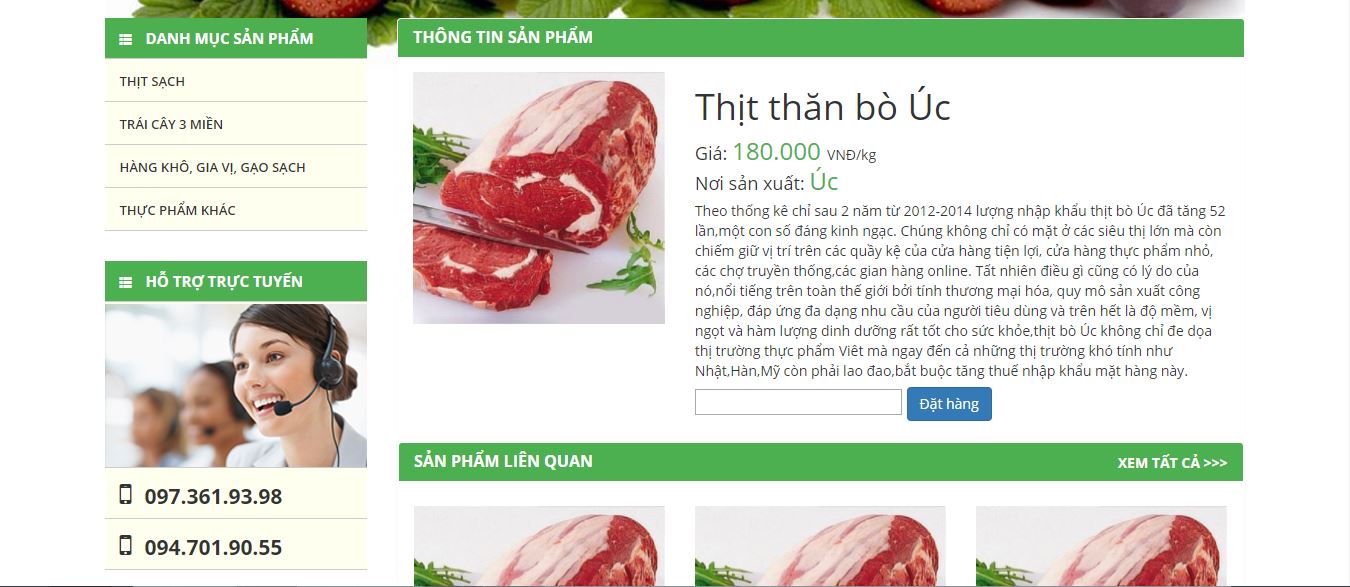 DANH MỤC SẢN PHẨM
THỊT SẠCH
TRÁI CÂY 3 MIỀN
HÀNG KHÔ, GIA VỊ, GẠO SẠCH
THỰC PHẨM KHÁC
HỖ TRỢ TRỰC TUYẾN
097.361.93.98
094.701.90.55
THÔNG TIN SẢN PHẨM
Thịt thăn bò Úc
Giá: 180.000 VNĐ/kg
Nơi sản xuất: Úc
Theo thống kê chỉ sau 2 năm từ 2012-2014 lượng nhập khẩu thịt bò Úc đã tăng 52
lần,một con số đáng kinh ngạc. Chúng không chỉ có mặt ở các siêu thị lớn mà còn
chiếm giữ vị trí trên các quầy kệ của cửa hàng tiện lợi, cửa hàng thực phẩm nhỏ,
các chợ truyền thống,các gian hàng online. Tất nhiên điều gì cũng có lý do của
nó,nổi tiếng trên toàn thế giới bởi tính thương mại hóa, quy mô sản xuất công
nghiệp, đáp ứng đa dạng nhu cầu của người tiêu dùng và trên hết là độ mềm, vị
ngọt và hàm lượng dinh dưỡng rất tốt cho sức khỏe,thịt bò Úc không chỉ đe dọa
thị trường thực phẩm Viêt mà ngay đến cả những thị trường khó tính như
Nhật,Hàn,Mỹ còn phải lao đao,bắt buộc tăng thuế nhập khẩu mặt hàng này.
Đặt hàng
SẢN PHẨM LIÊN QUAN
XEM TẤT CẢ >>>